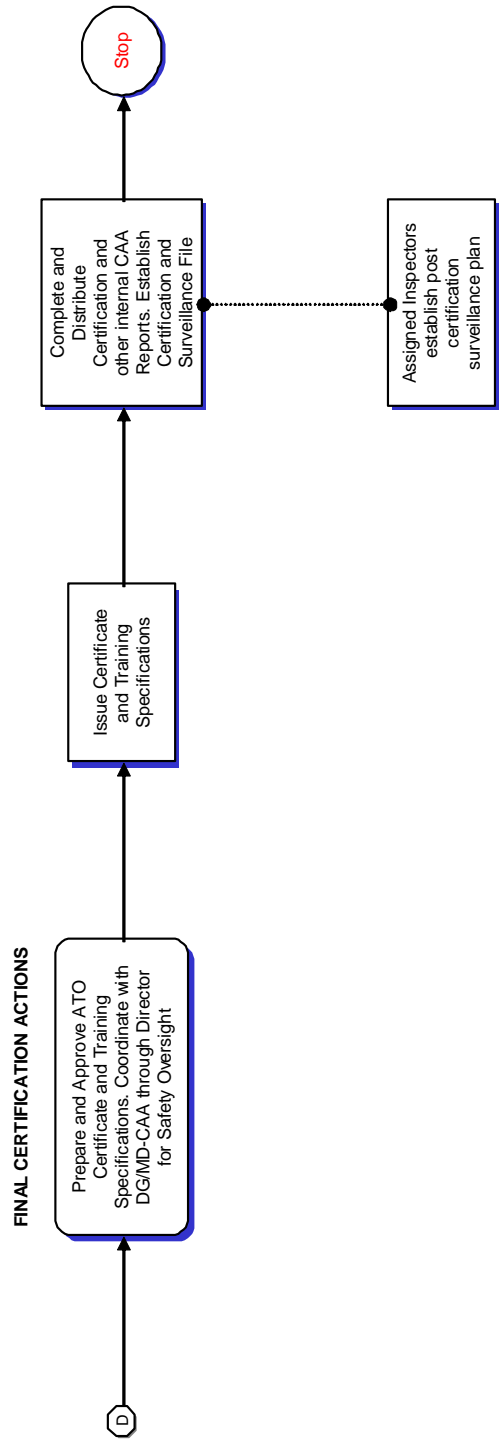 FINAL CERTIFICATION ACTIONS
D
Prepare and Approve ATO
Certificate and Training
Specifications. Coordinate with
DG/MD-CAA through Director
for Safety Oversight
Issue Certificate
and Training
Specifications
Complete and
Distribute
Certification and
other internal CAA
Reports. Establish
Certification and
Surveillance File
Stop
Assigned Inspectors
establish post
certification
surveillance plan